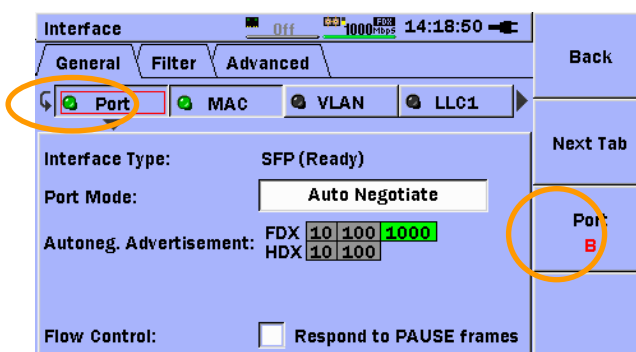 Interface Off 1000 FDX Mbps 14:18:50
General Filter Advanced
Port MAC VLAN LLC1
Interface Type: SFP (Ready)
Port Mode: Auto Negotiate
Autoneg. Advertisement: FDX 10 100 1000
HDX 10 100
Flow Control: Respond to PAUSE frames
Back
Next Tab
Port
B